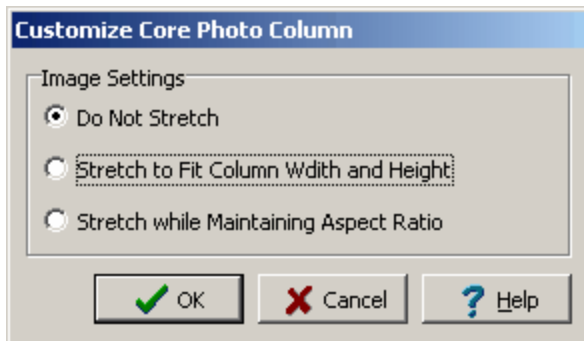 Customize Core Photo Column
Image Settings
Do Not Stretch
Stretch to Fit Column Wdith and Height
Stretch while Maintaining Aspect Ratio
OK
Cancel
Help